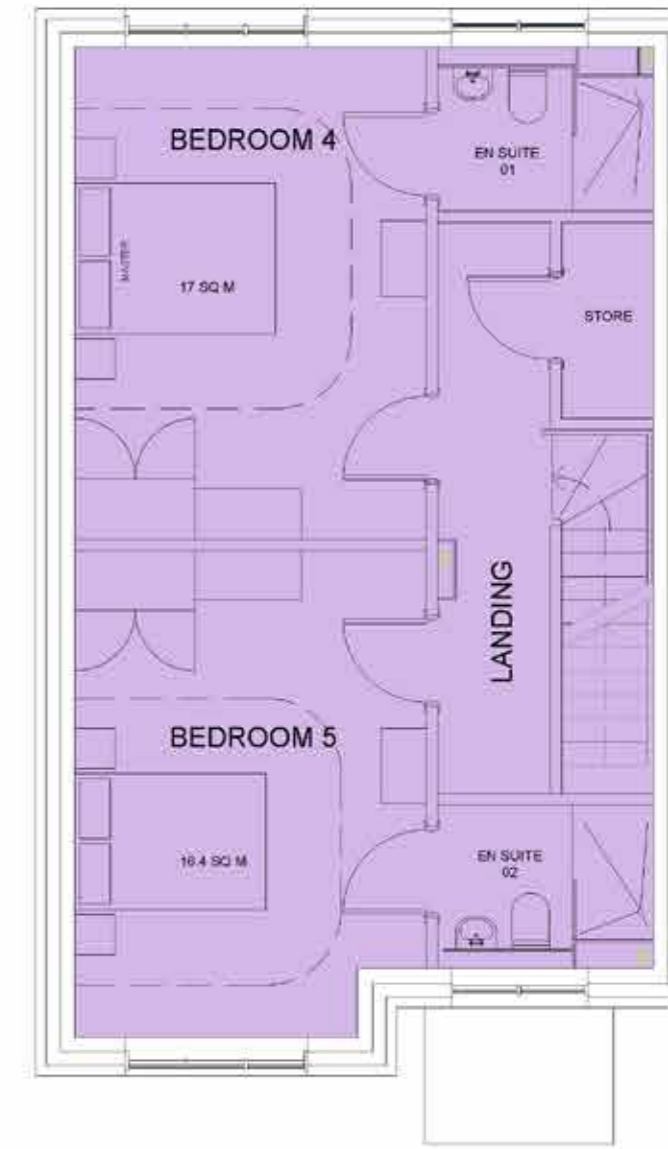 BEDROOM 4
EN SUITE
01
MASTER
17 SQ M
STORE
LANDING
BEDROOM 5
16.4 SQ M
EN SUITE
02